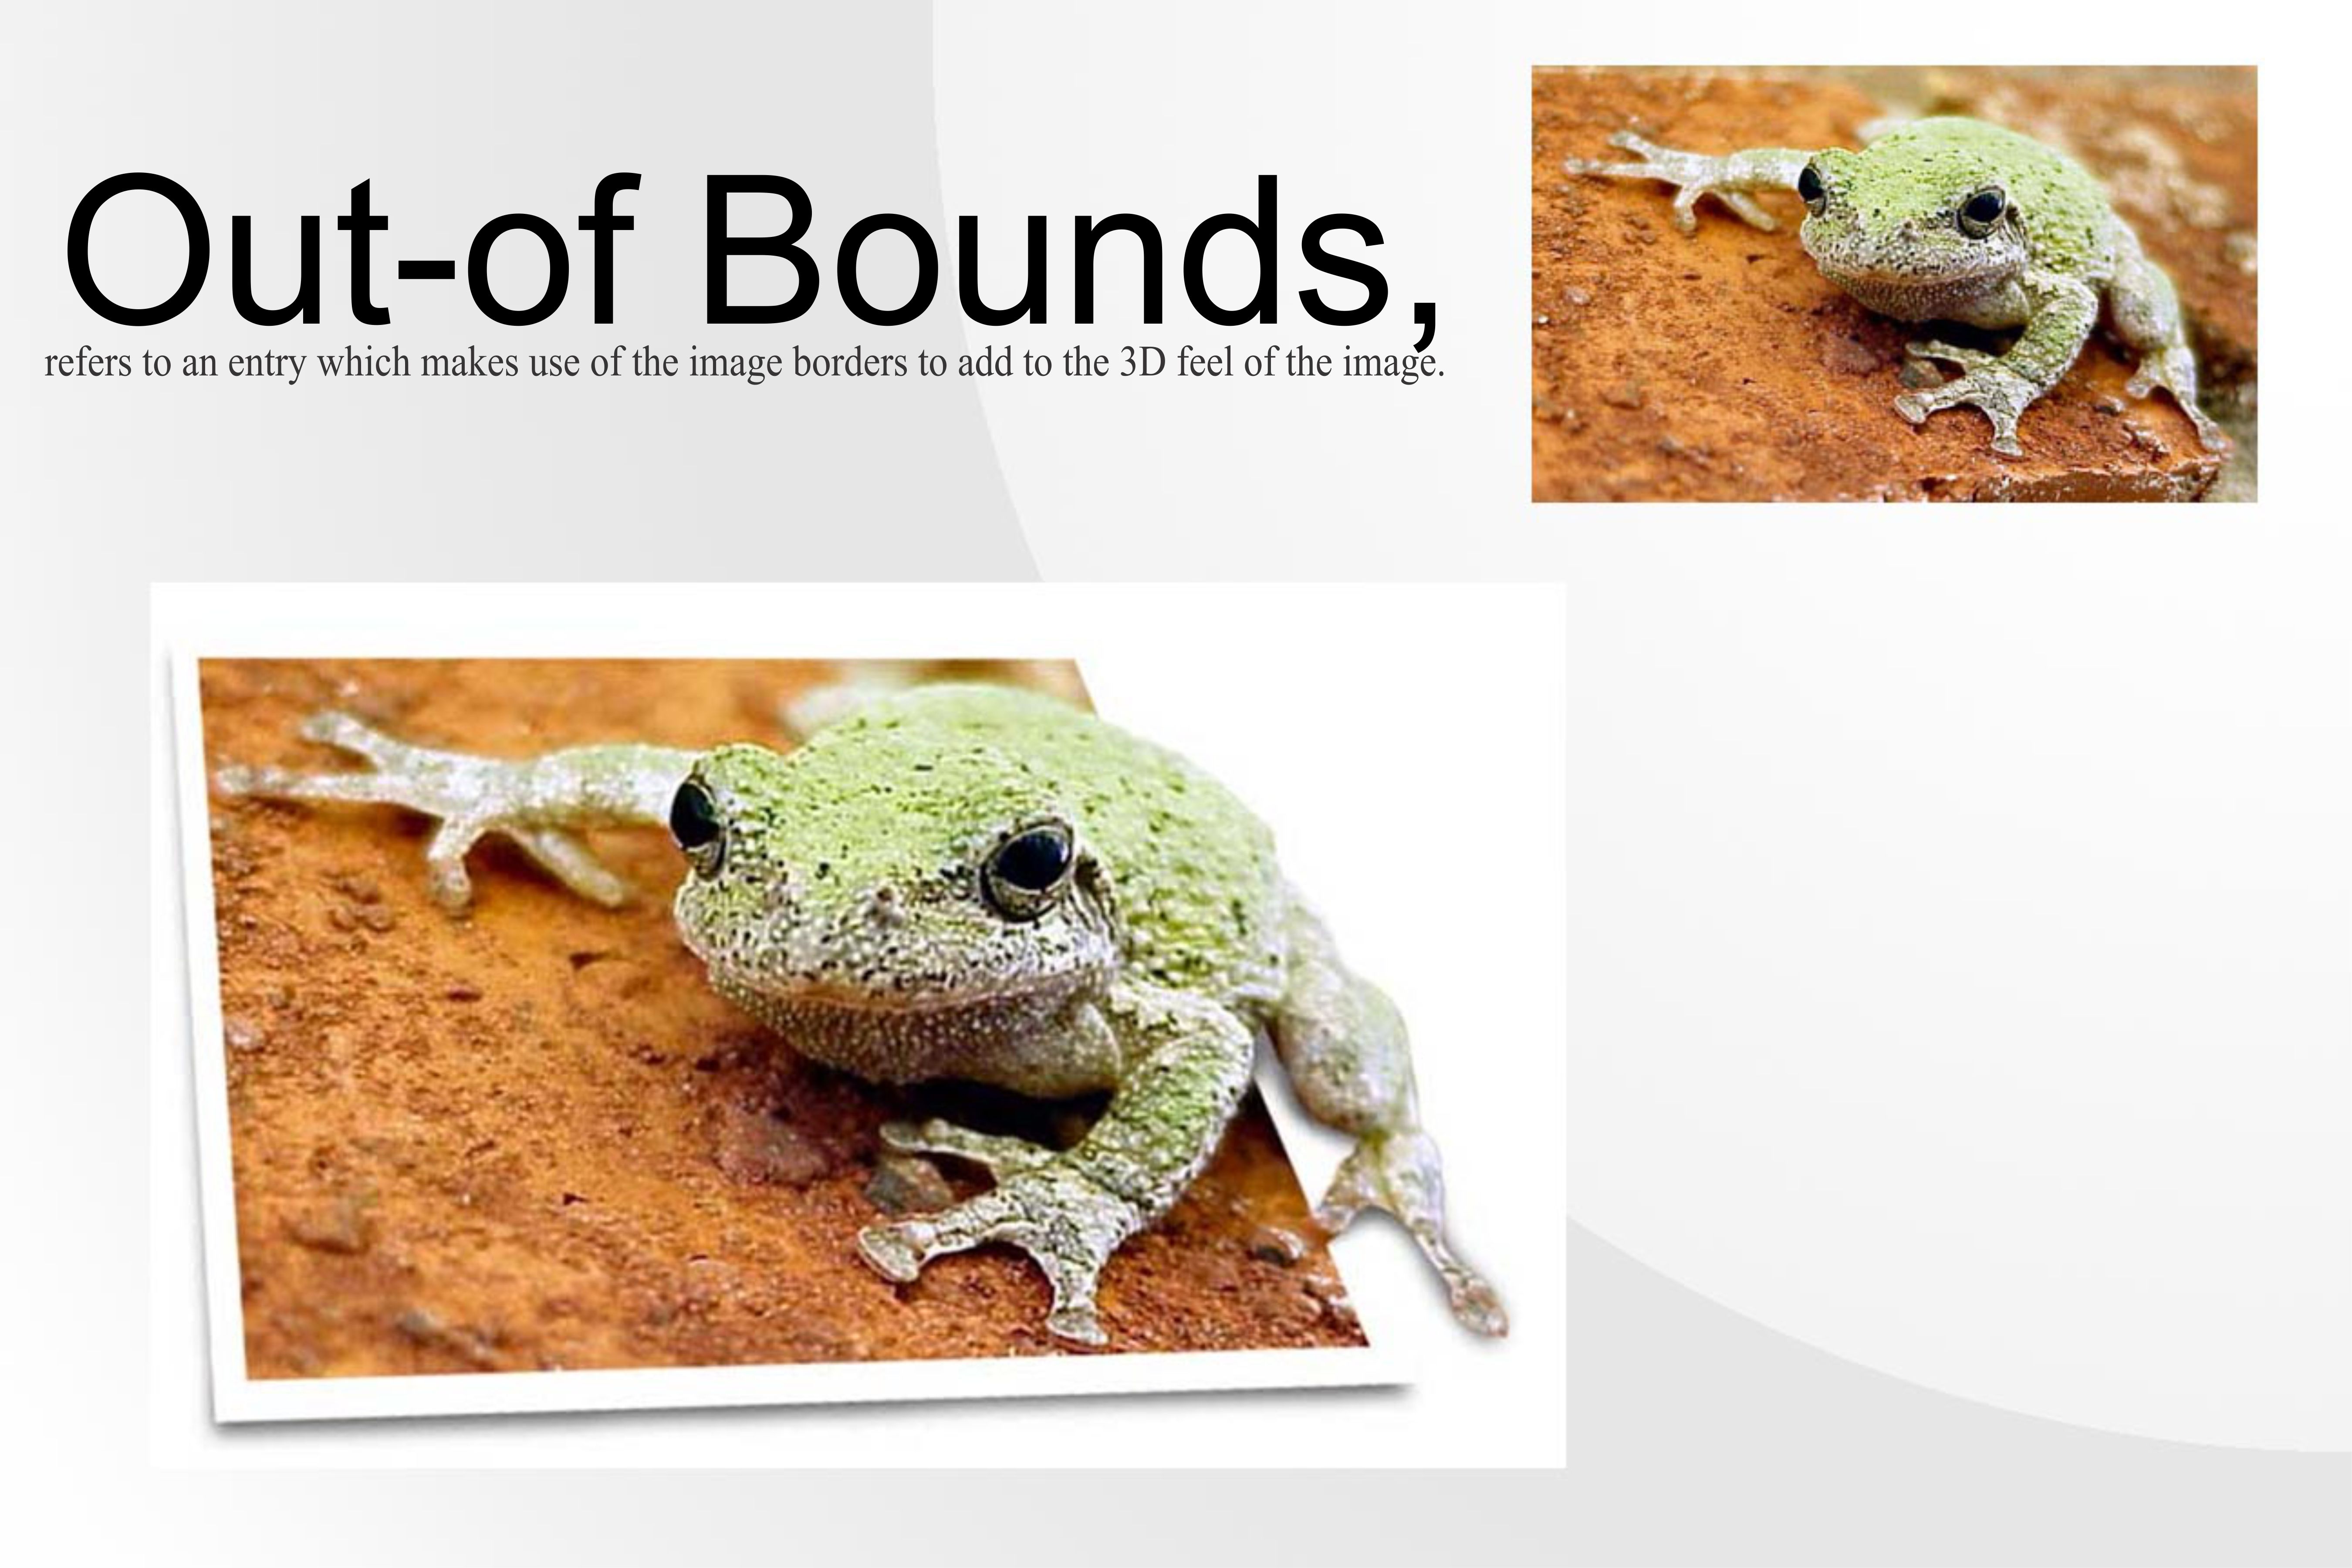 Out-of Bounds,
refers to an entry which makes use of the image borders to add to the 3D feel of the image.